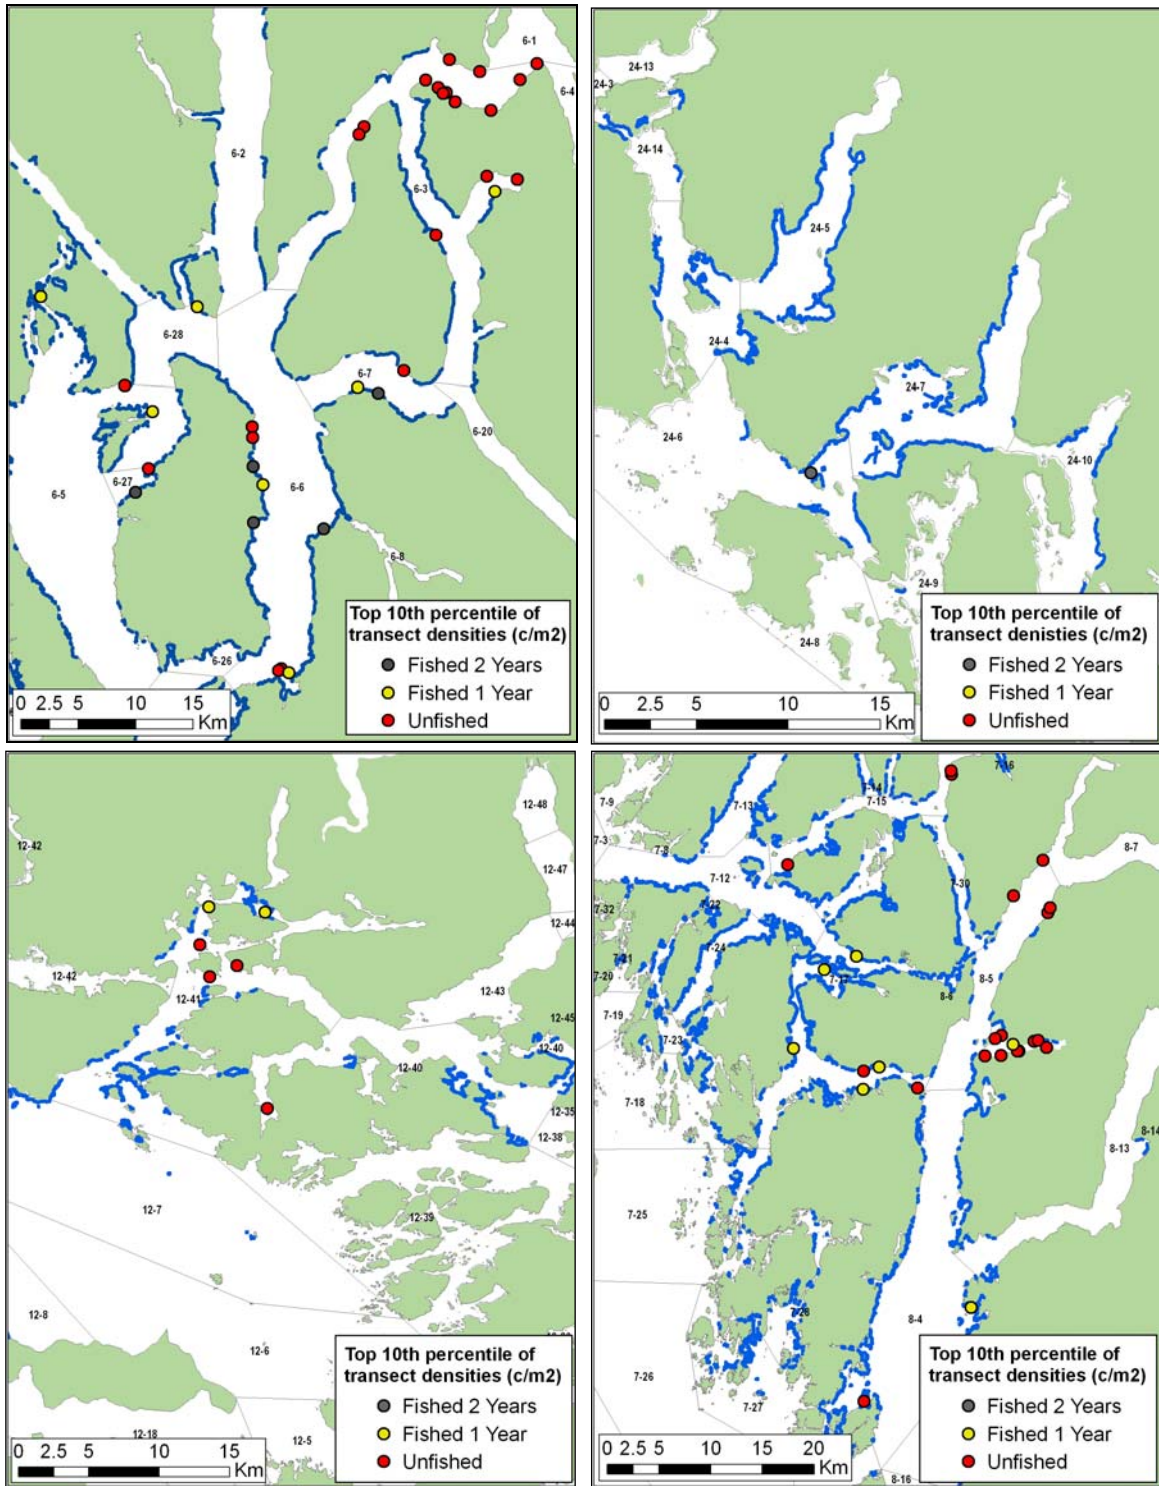 6-1
6-4
6-2
6-3
6-28
6-7
6-20
6-5
6-27
6-6
6-8
6-26
Top 10th percentile of
transect densities (c/m2)
Fished 2 Years
Fished 1 Year
Unfished
0 2.5 5 10 15
Km
24-13
24-3
24-14
24-5
24-4
24-7
24-6
24-10
24-9
24-8
Top 10th percentile of
transect denisties (c/m2)
Fished 2 Years
Fished 1 Year
Unfished
0 2.5 5 10 15
Km
12-48
12-42
12-47
12-44
12-42
12-41
12-43
12-45
12-40
12-40
12-35
12-38
12-7
12-39
12-8
12-6
12-18
12-5
Top 10th percentile of
transect densities (c/m2)
Fished 2 Years
Fished 1 Year
Unfished
0 2.5 5 10 15
Km
7-16
7-9
7-13
7-14
7-15
7-3
7-8
8-7
7-12
7-30
7-32
7-22
7-24
7-21
7-20
7-17
8-5
8-6
7-19
7-23
7-18
8-14
8-13
7-25
7-28
8-4
7-26
7-27
8-16
Top 10th percentile of
transect densities (c/m2)
Fished 2 Years
Fished 1 Year
Unfished
0 2.5 5 10 15 20
Km